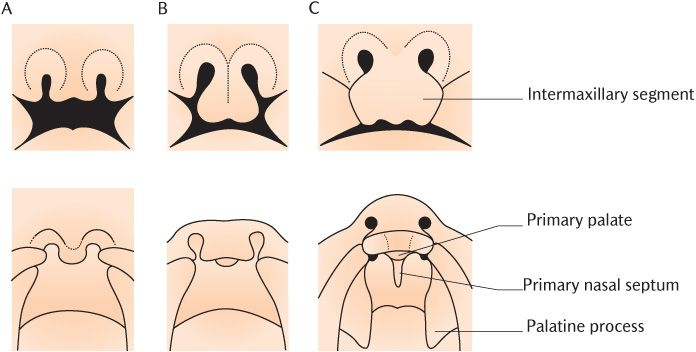 A
B
C
Intermaxillary segment
Primary palate
Primary nasal septum
Palatine process